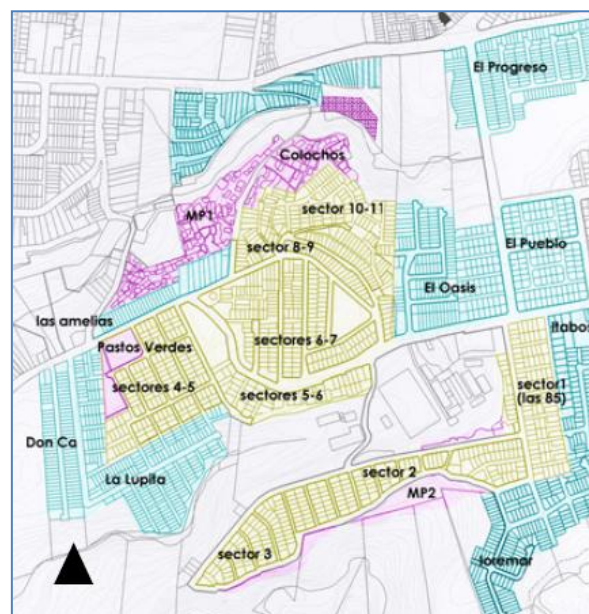 El Progreso
Colochos
MP1
sector 10-11
sector 8-9
El Pueblo
El Oasis
las amelias
Itabos
Pastos Verdes
sectores 6-7
sectores 4-5
sectores 5-6
sector1
(las 85)
Don Ca
La Lupita
sector 2
MP2
sector 3
loremar